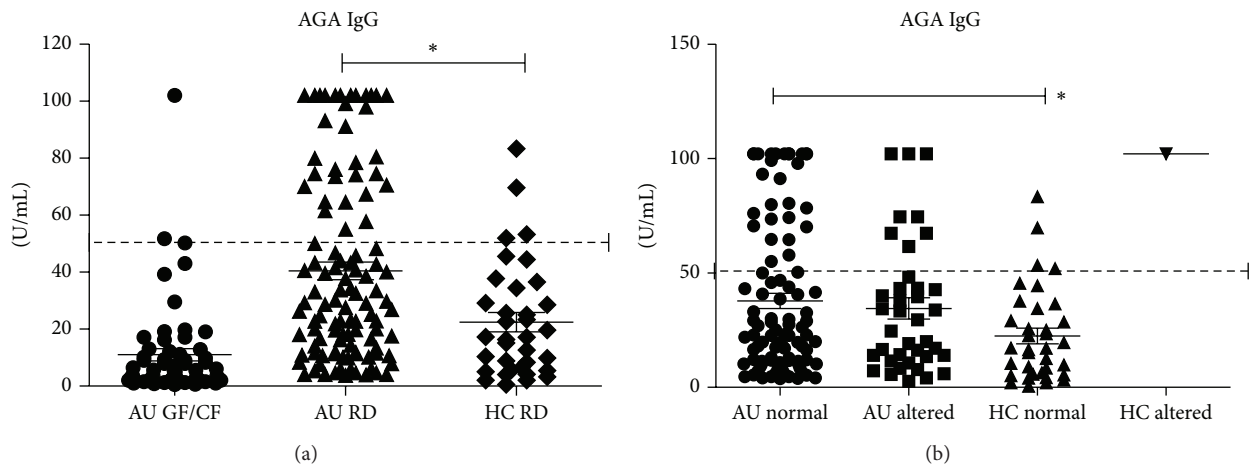 AGA IgG
120
100
80
60
40
20
0
(U/mL)
*
AU GF/CF AU RD HC RD
(a)
AGA IgG
150
100
50
0
(U/mL)
*
AU normal AU altered HC normal HC altered
(b)